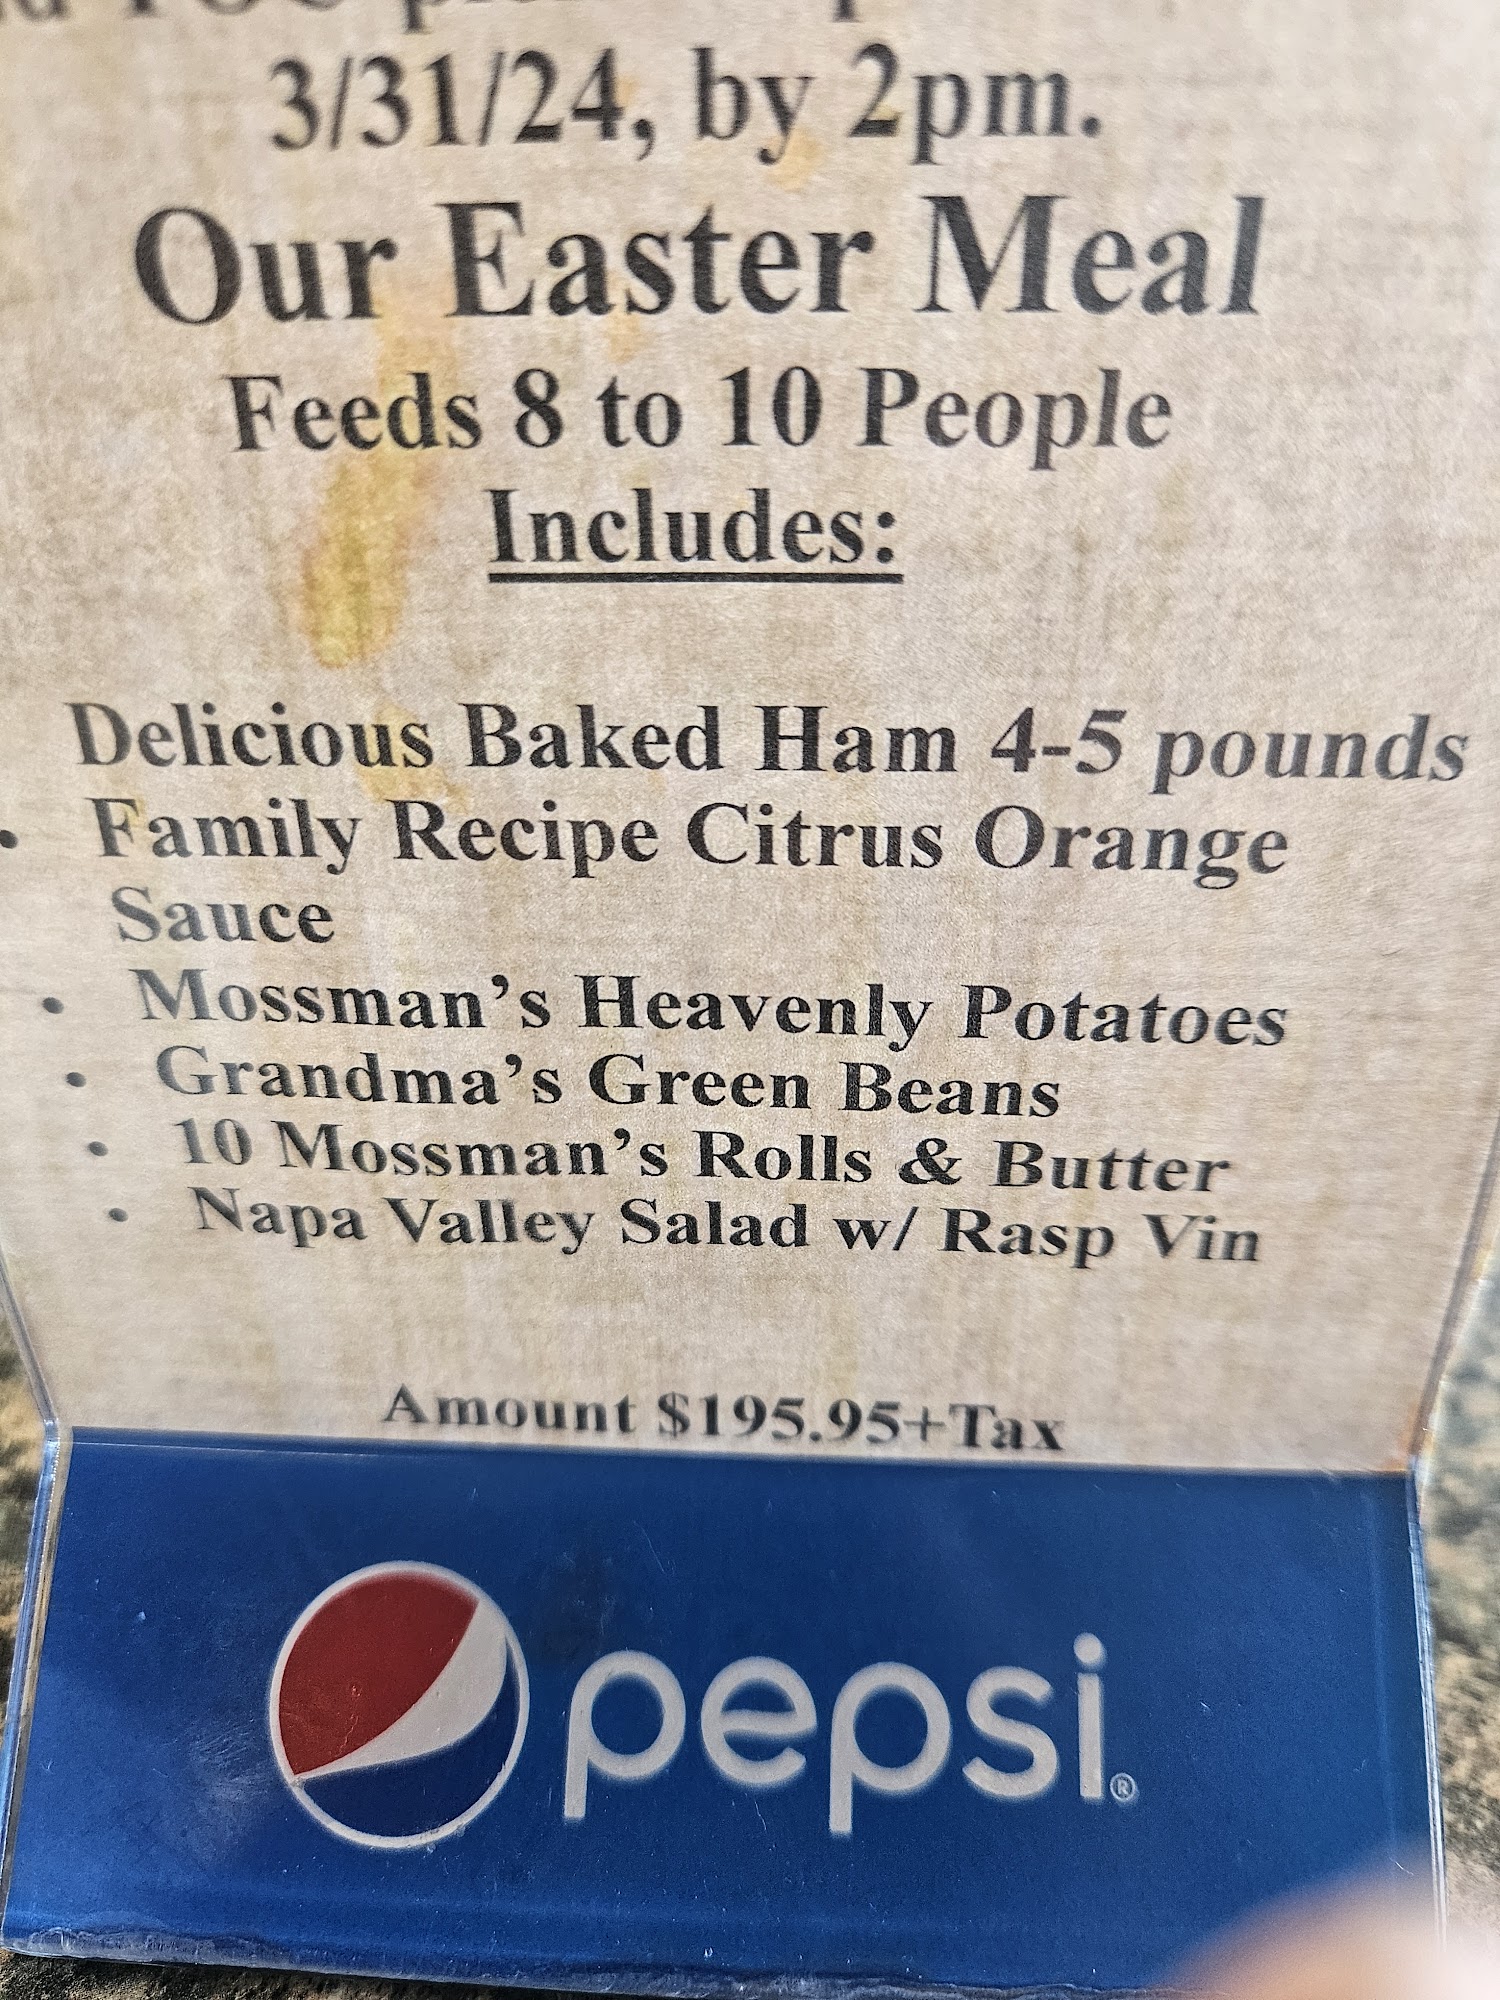 3/31/24, by 2pm.
Our Easter Meal
Feeds 8 to 10 People
Includes:
Delicious Baked Ham 4-5 pounds
• Family Recipe Citrus Orange
Sauce
• Mossman's Heavenly Potatoes
• Grandma's Green Beans
• 10 Mossman's Rolls & Butter
• Napa Valley Salad w/ Rasp Vin
Amount $195.95+Tax
pepsi®